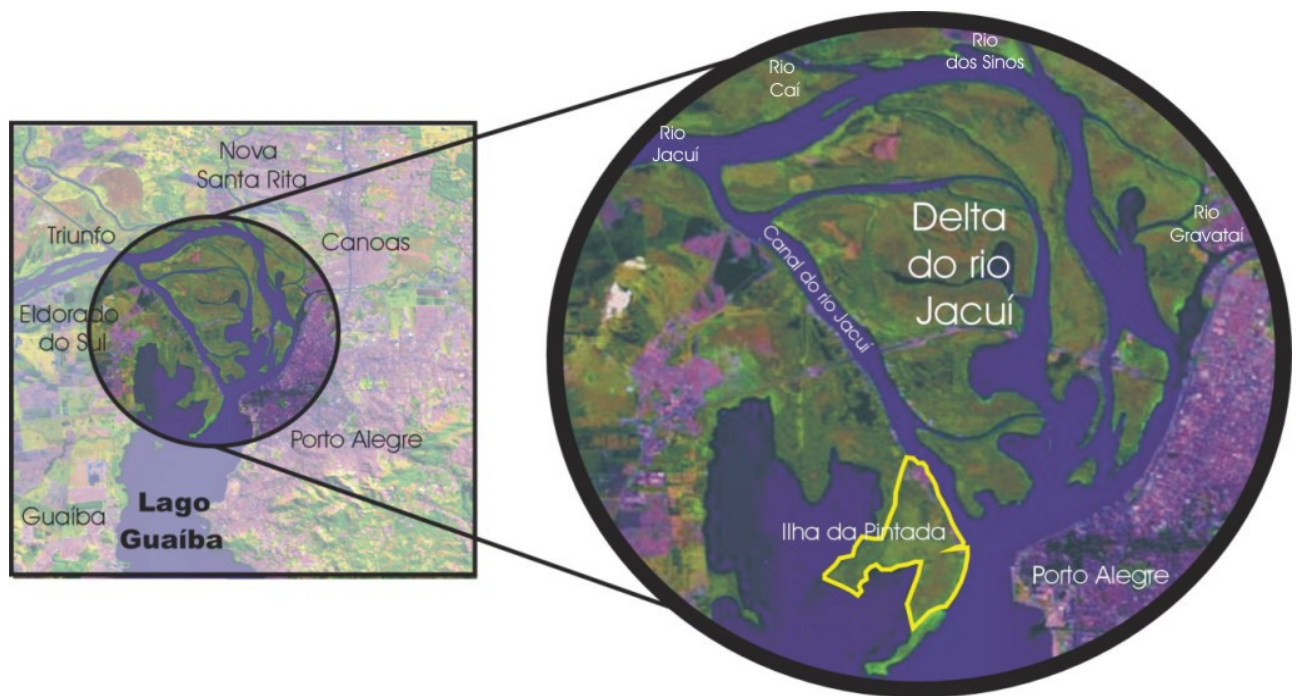 Nova
Santa Rita
Triunfo
Canoas
Eldorado
do Sul
Porto Alegre
Guaíba
Lago
Guaíba
Rio
dos Sinos
Rio
Caí
Rio
Jacuí
Rio
Gravataí
Canal do rio Jacuí
Delta
do rio
Jacuí
Ilha da Pintada
Porto Alegre